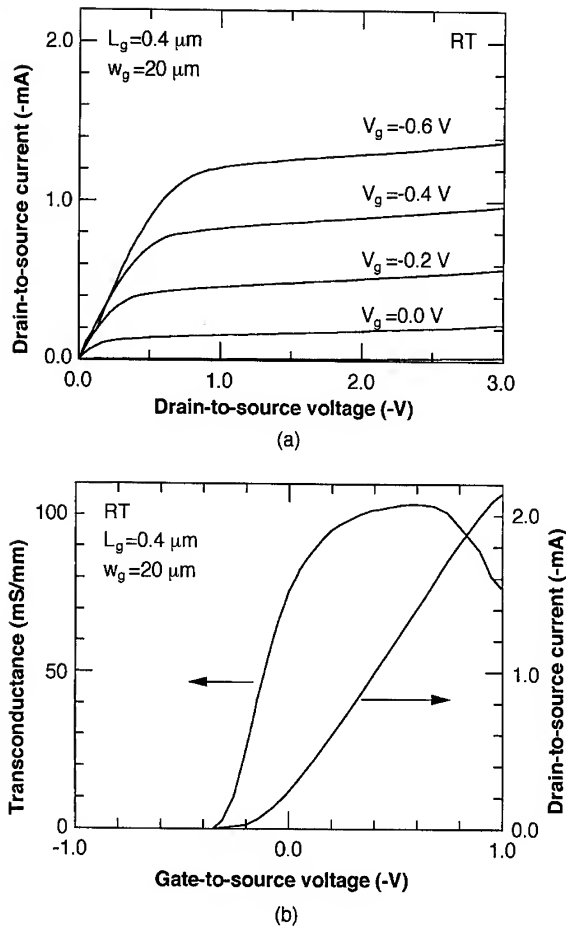 2.0
L_g=0.4 μm
w_g=20 μm
RT
V_g=-0.6 V
V_g=-0.4 V
V_g=-0.2 V
V_g=0.0 V
1.0
0.0
0.0
1.0
2.0
3.0
Drain-to-source current (-mA)
Drain-to-source voltage (-V)
(a)
100
RT
L_g=0.4 μm
w_g=20 μm
50
0
2.0
1.0
0.0
-1.0
0.0
1.0
Transconductance (mS/mm)
Drain-to-source current (-mA)
Gate-to-source voltage (-V)
(b)